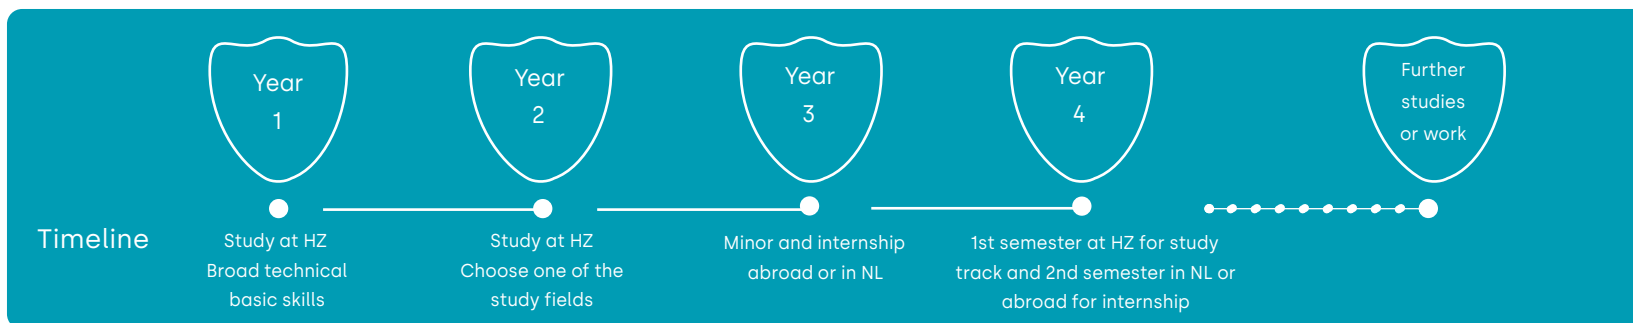 Year
1
Year
2
Year
3
Year
4
Further
studies
or work
Timeline
Study at HZ
Broad technical
basic skills
Study at HZ
Choose one of the
study fields
Minor and internship
abroad or in NL
1st semester at HZ for study
track and 2nd semester in NL or
abroad for internship